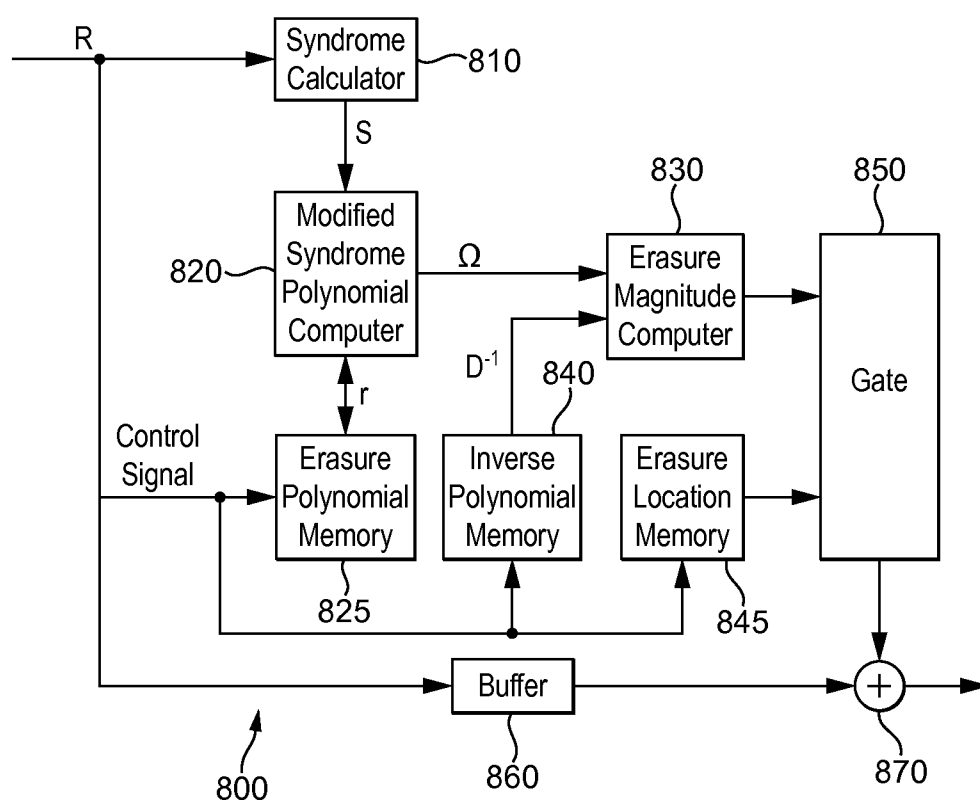 R
Syndrome
Calculator
810
S
830
850
Modified
Syndrome
Polynomial
Computer
820
Ω
Erasure
Magnitude
Computer
D-1
840
Gate
r
Control
Signal
Erasure
Polynomial
Memory
Inverse
Polynomial
Memory
Erasure
Location
Memory
825
845
Buffer
+
800
860
870